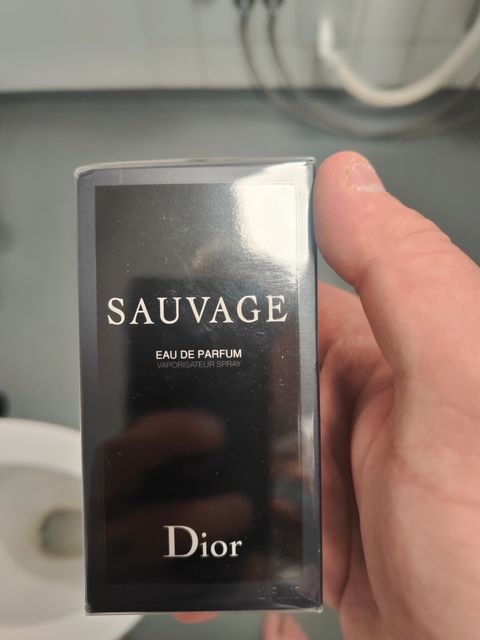 SAUVAGE
EAU DE PARFUM
VAPORISATEUR SPRAY
Dior